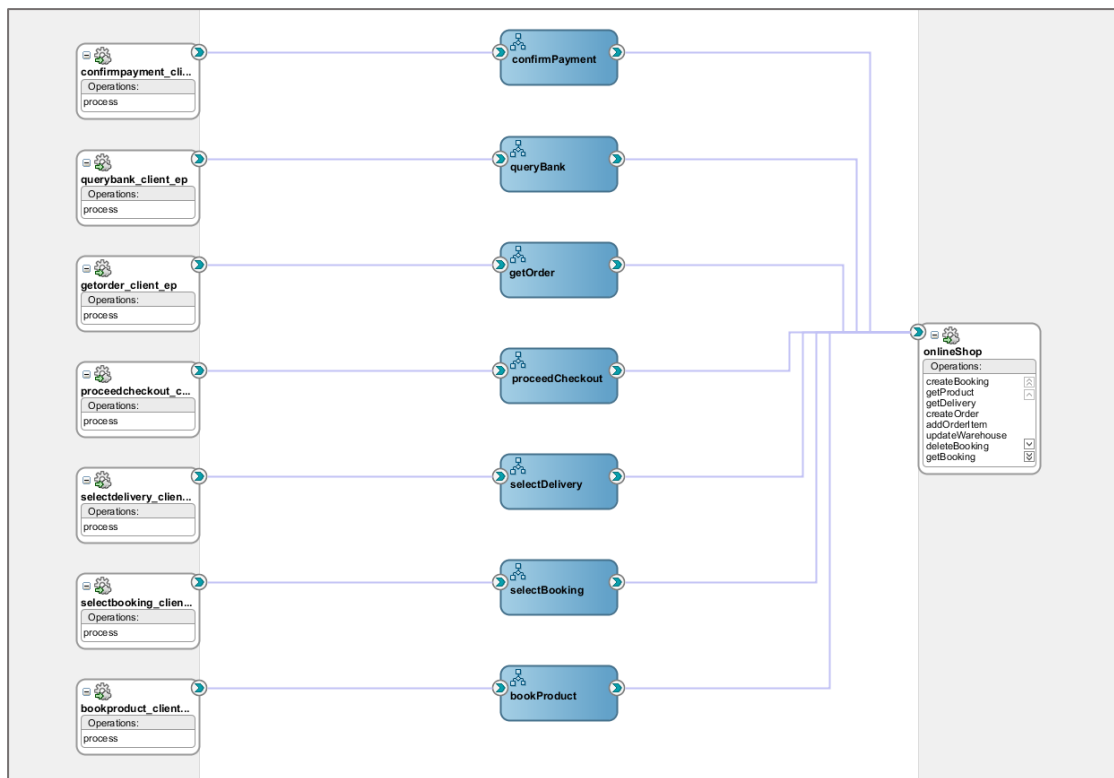 confirmpayment_cli...
Operations:
process
confirmPayment
querybank_client_ep
Operations:
process
queryBank
getorder_client_ep
Operations:
process
getOrder
proceedcheckout_c...
Operations:
process
proceedCheckout
selectdelivery_clien...
Operations:
process
selectDelivery
selectbooking_clien...
Operations:
process
selectBooking
bookproduct_client...
Operations:
process
bookProduct
onlineShop
Operations:
createBooking
getProduct
getDelivery
createOrder
addOrderItem
updateWarehouse
deleteBooking
getBooking